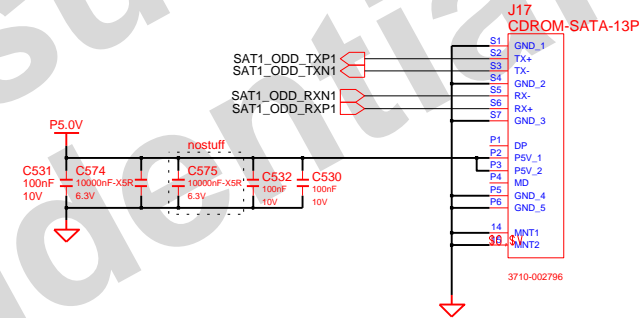 J17
CDROM-SATA-13P
S1 GND_1
SAT1_ODD_TXP1 S2 TX+
SAT1_ODD_TXN1 S3 TX-
S4 GND_2
SAT1_ODD_RXN1 S5 RX-
SAT1_ODD_RXP1 S6 RX+
S7 GND_3
P5.0V
nostuff
P1 DP
P2 P5V_1
P3 P5V_2
P4 MD
P5 GND_4
P6 GND_5
C531 100nF 10V
C574 10000nF-X5R 6.3V
C575 10000nF-X5R 6.3V
C532 100nF 10V
C530 100nF 10V
14 MNT1
MNT2
3710-002796